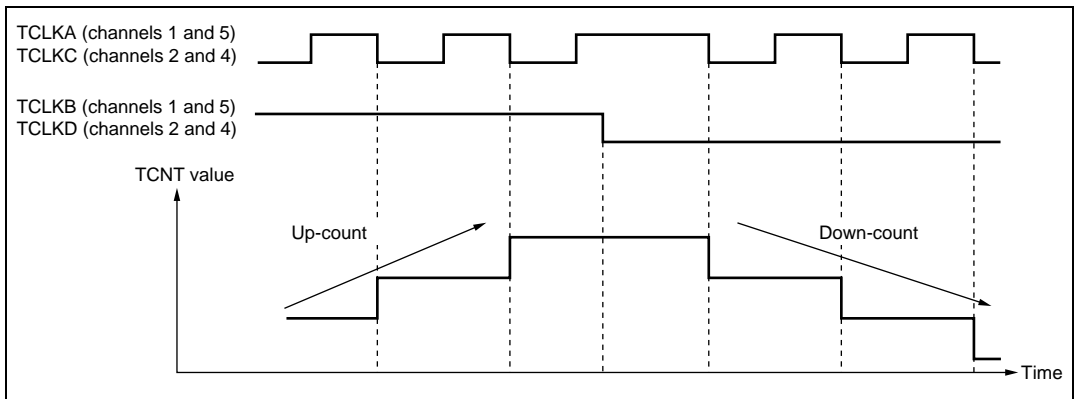 TCLKA (channels 1 and 5)
TCLKC (channels 2 and 4)
TCLKB (channels 1 and 5)
TCLKD (channels 2 and 4)
TCNT value
Up-count
Down-count
Time